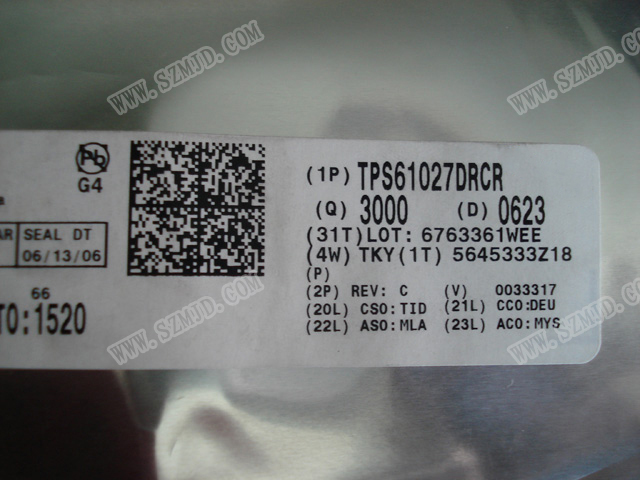 WWW.SZMJD.COM
WWW.SZMJD.COM
Pb
G4
(1P) TPS61027DRCR
(Q) 3000 (D) 0623
(31T)LOT: 6763361WEE
(4W) TKY(1T) 5645333Z18
(P)
(2P) REV: C (V) 0033317
(20L) CSO:TID (21L) CCO:DEU
(22L) ASO:MLA (23L) ACO:MYS
AR SEAL DT
06/13/06
66
TO:1520
WWW.SZMJD.COM
WWW.SZMJD.COM